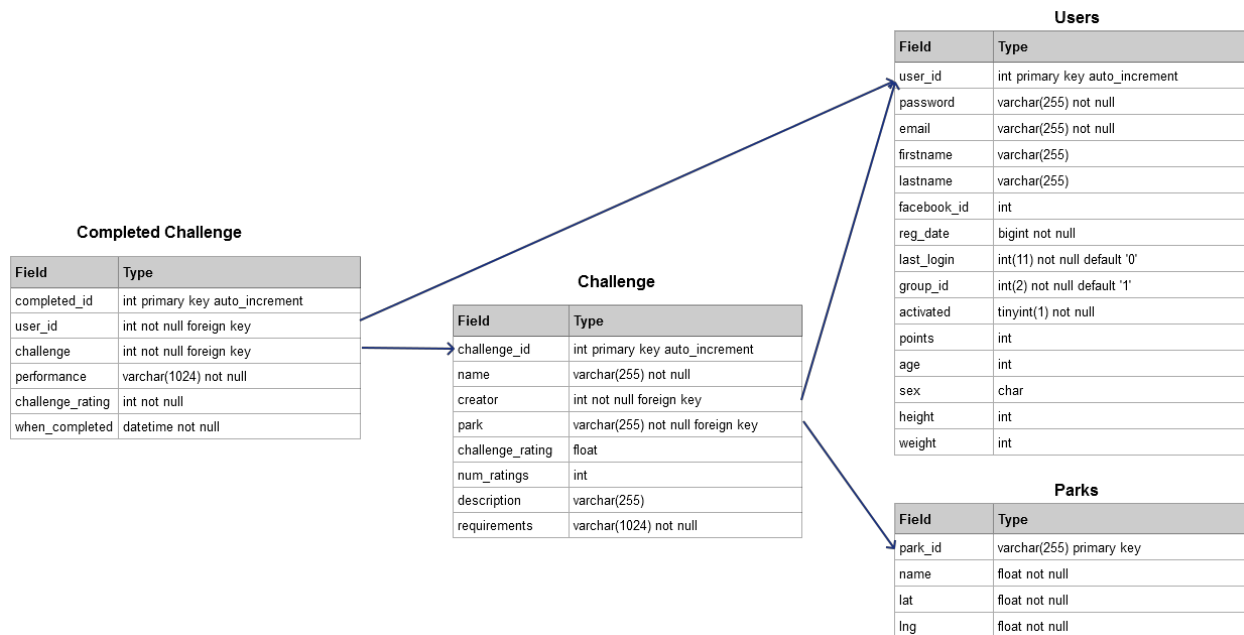 Completed Challenge
Field Type
completed_id int primary key auto_increment
user_id int not null foreign key
challenge int not null foreign key
performance varchar(1024) not null
challenge_rating int not null
when_completed datetime not null
Challenge
Field Type
challenge_id int primary key auto_increment
name varchar(255) not null
creator int not null foreign key
park varchar(255) not null foreign key
challenge_rating float
num_ratings int
description varchar(255)
requirements varchar(1024) not null
Users
Field Type
user_id int primary key auto_increment
password varchar(255) not null
email varchar(255) not null
firstname varchar(255)
lastname varchar(255)
facebook_id int
reg_date bigint not null
last_login int(11) not null default '0'
group_id int(2) not null default '1'
activated tinyint(1) not null
points int
age int
sex char
height int
weight int
Parks
Field Type
park_id varchar(255) primary key
name float not null
lat float not null
lng float not null